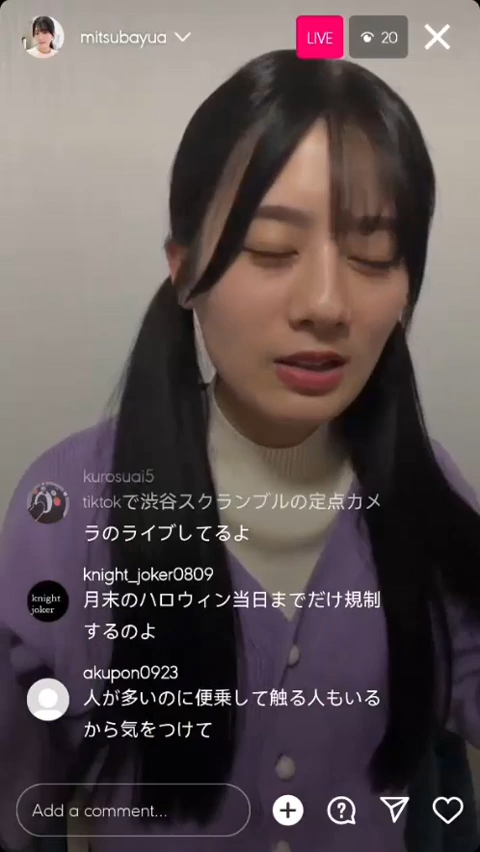 mitsubayua
LIVE
20
kurosuai5
tiktokで渋谷スクランブルの定点カメ
ラのライブしてるよ
knight_joker0809
knight
joker
月末のハロウィン当日までだけ規制
するのよ
akupon0923
人が多いのに便乗して触る人もいる
から気をつけて
Add a comment...